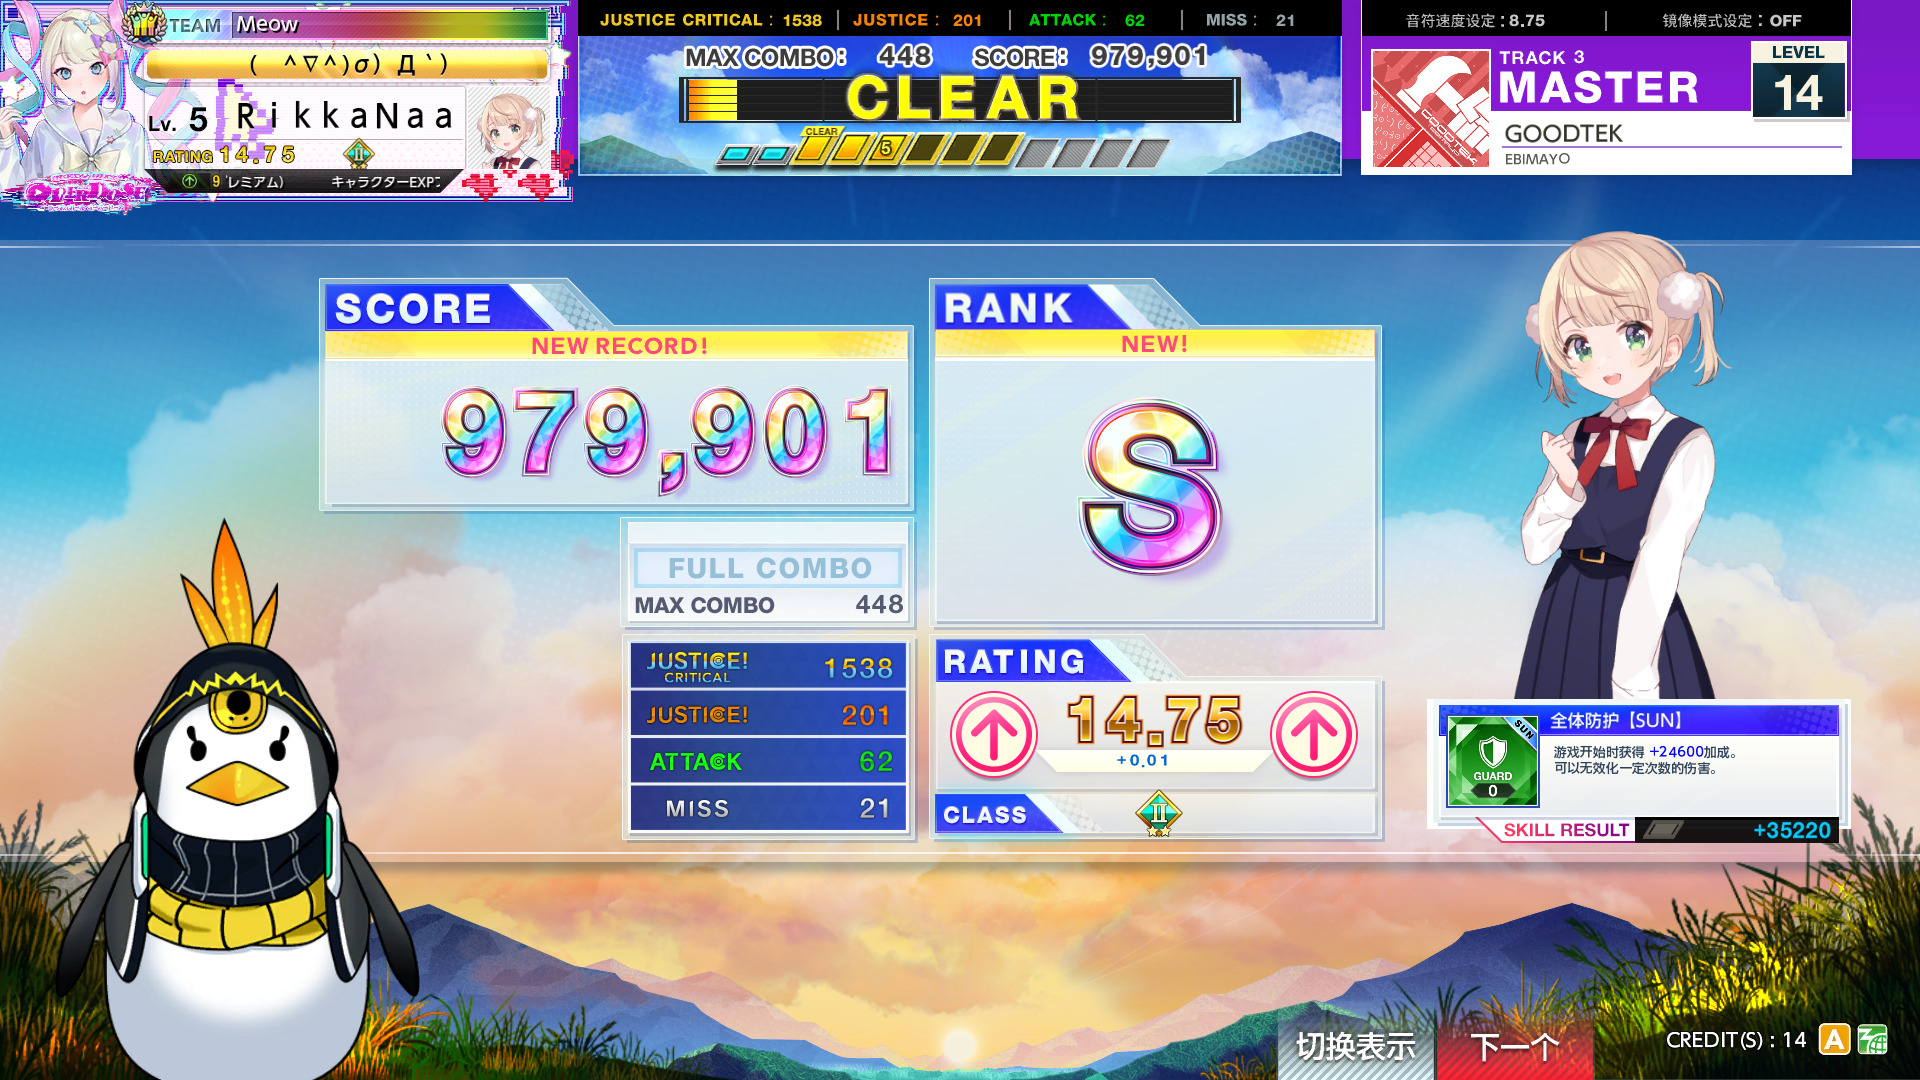 TEAM Meow
( ^∇^)σ) Д`)
Lv. 5 RikkaNaa
RATING 14.75
II
9 プレミアム) キャラクターEXP
OVERDOSE
JUSTICE CRITICAL : 1538 | JUSTICE : 201 | ATTACK : 62 | MISS : 21
MAX COMBO: 448 SCORE: 979,901
CLEAR
CLEAR
5
音符速度设定 : 8.75 | 镜像模式设定 : OFF
TRACK 3
MASTER
LEVEL
14
GOODTEK
EBIMAYO
GOODTEK
SCORE
NEW RECORD!
979,901
RANK
NEW!
S
FULL COMBO
MAX COMBO 448
JUSTICE! CRITICAL 1538
JUSTICE! 201
ATTACK 62
MISS 21
RATING
14.75
+0.01
CLASS II
全体防护【SUN】
SUN
GUARD
0
游戏开始时获得 +24600加成。
可以无效化一定次数的伤害。
SKILL RESULT +35220
切换表示
下一个
CREDIT(S) : 14 A